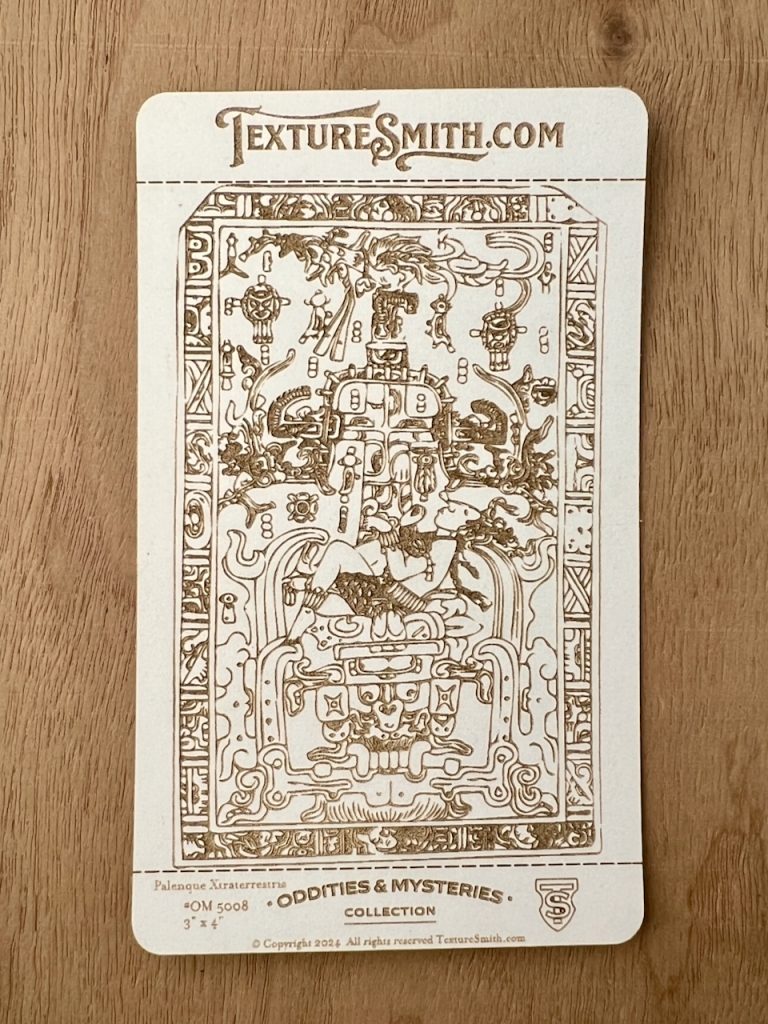 TEXTURESMITH.COM
Palenque Xtraterrestris
#OM 5008
3" x 4"
• ODDITIES & MYSTERIES •
COLLECTION
TS
© Copyright 2024 All rights reserved TextureSmith.com